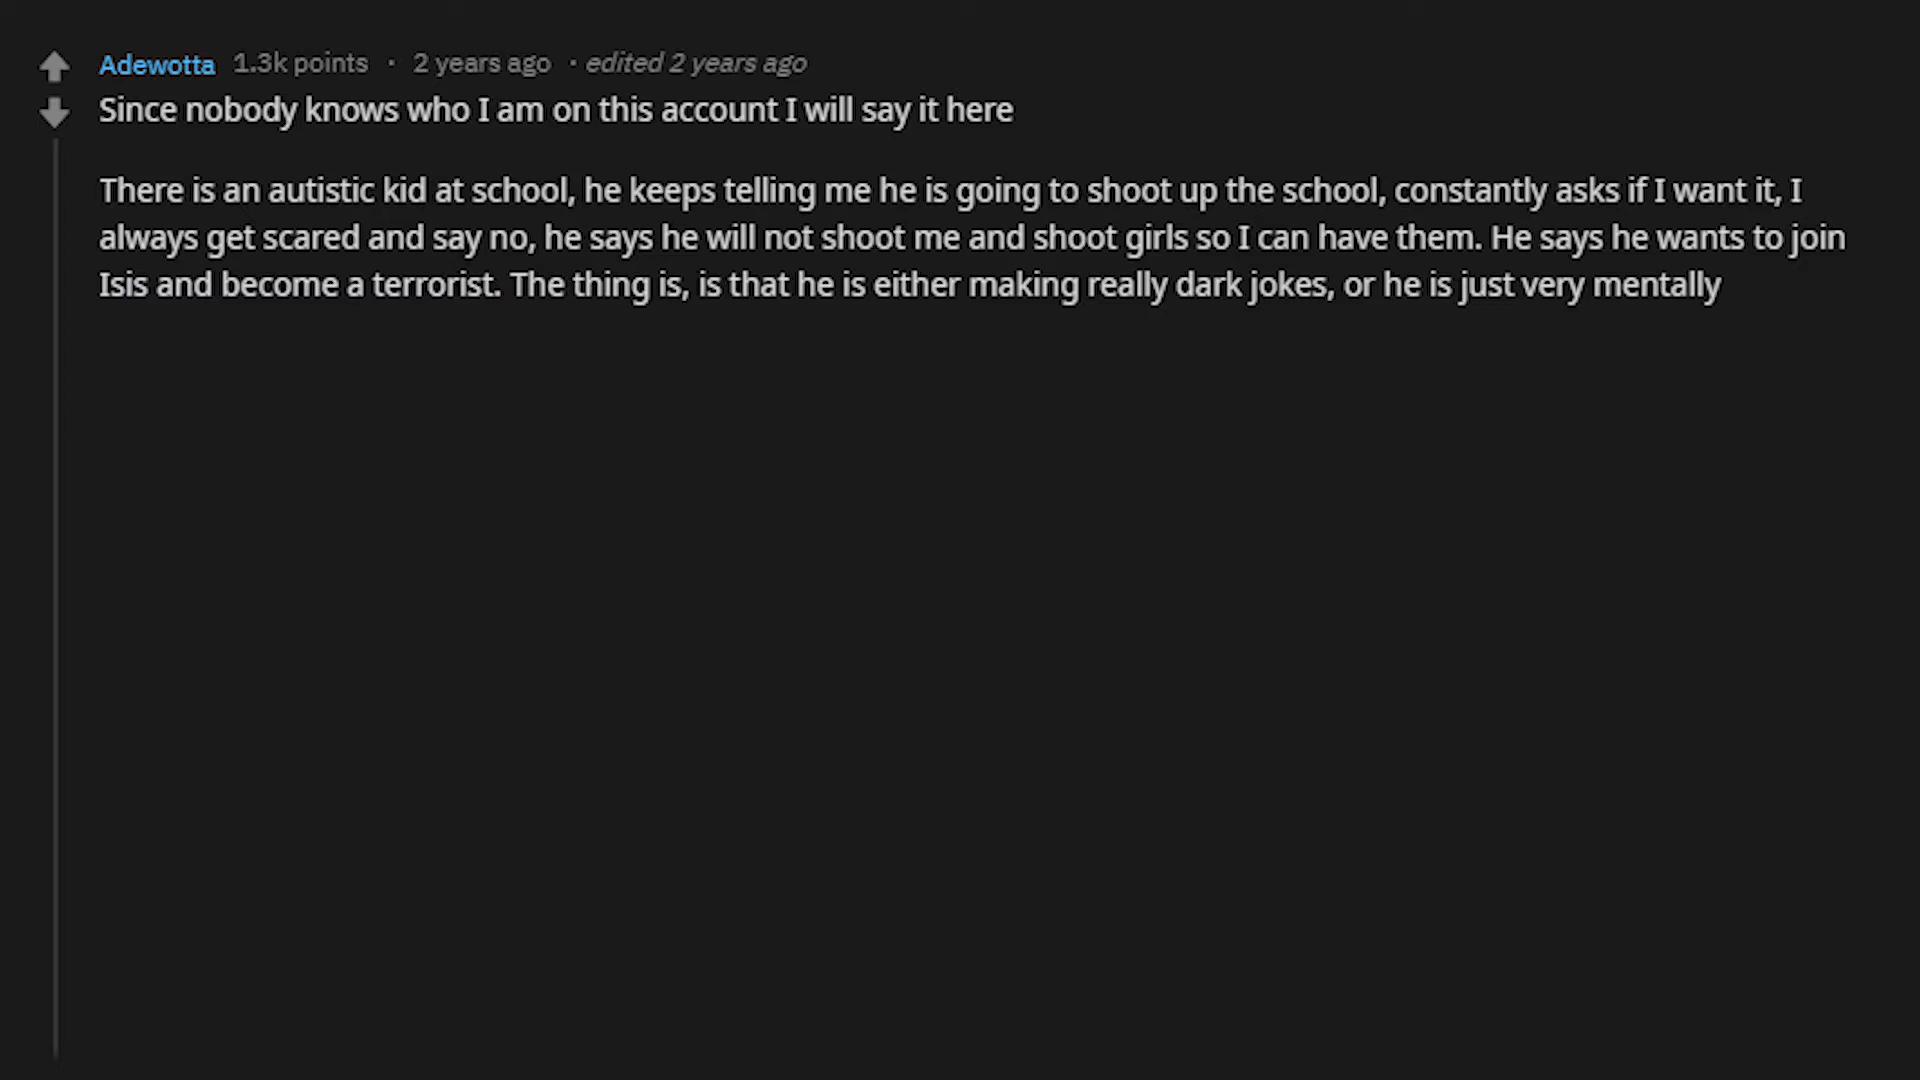 Adewotta 1.3k points · 2 years ago · edited 2 years ago
Since nobody knows who I am on this account I will say it here
There is an autistic kid at school, he keeps telling me he is going to shoot up the school, constantly asks if I want it, I
always get scared and say no, he says he will not shoot me and shoot girls so I can have them. He says he wants to join
Isis and become a terrorist. The thing is, is that he is either making really dark jokes, or he is just very mentally